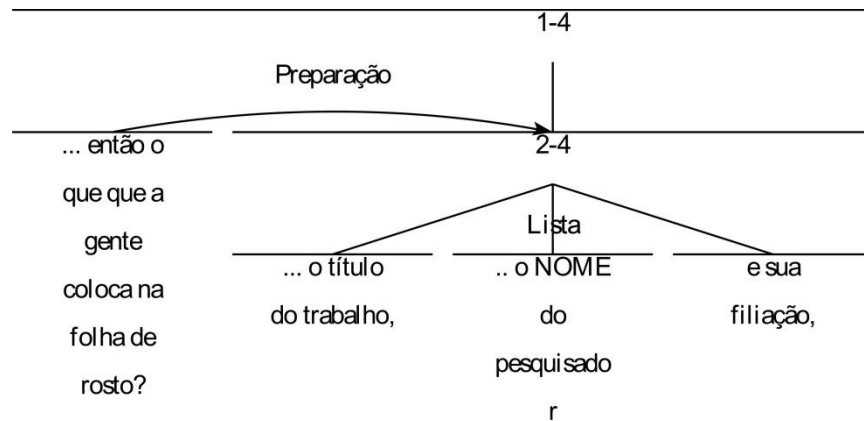 1-4
Preparação
... então o
que que a
gente
coloca na
folha de
rosto?
2-4
Lista
... o título
do trabalho,
.. o NOME
do
pesquisado
r
e sua
filiação,